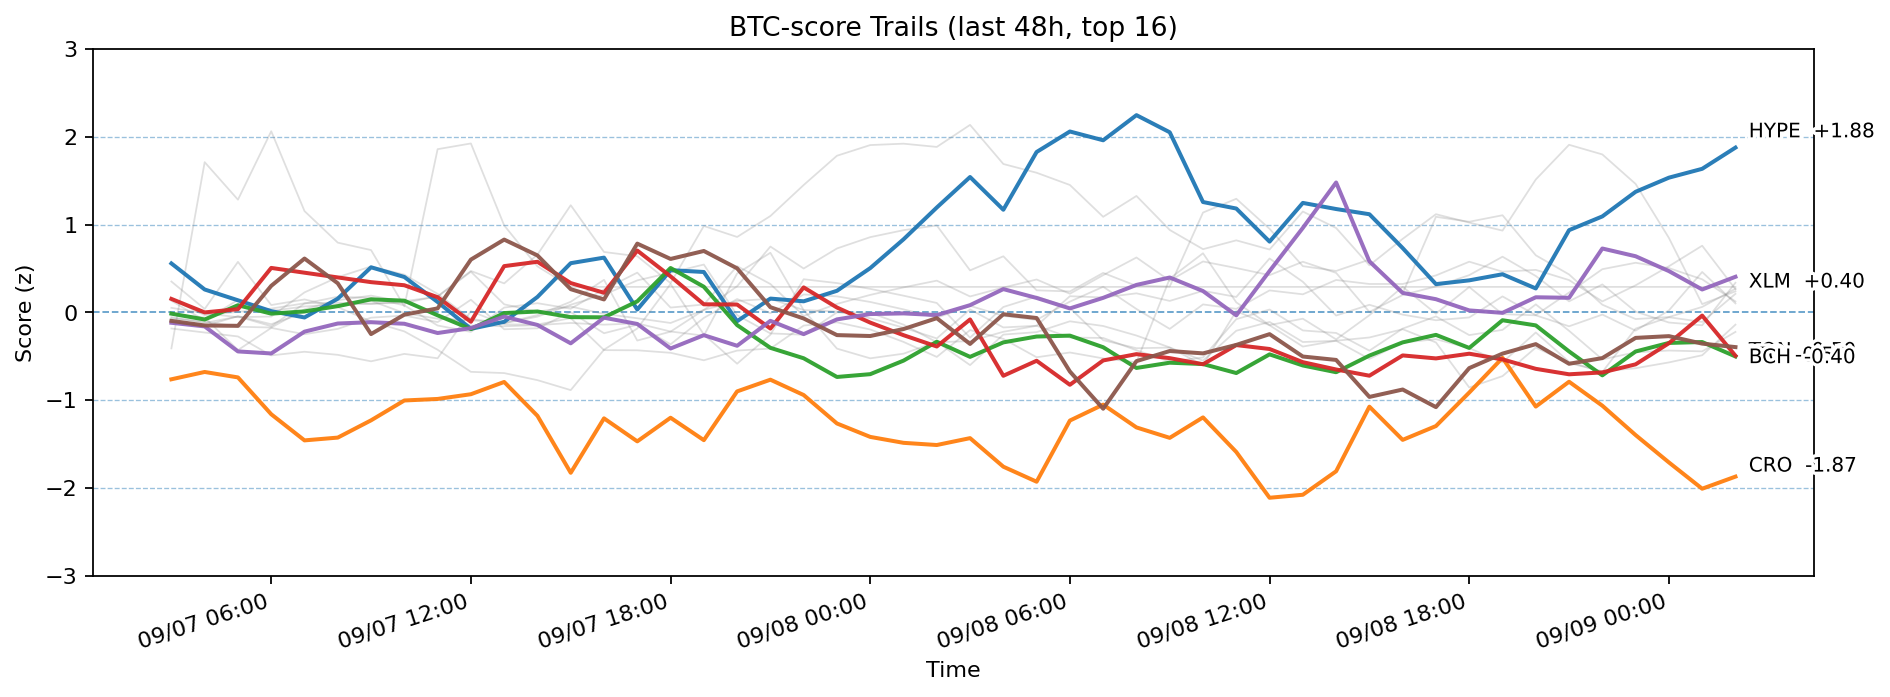 BTC-score Trails (last 48h, top 16)
3
2
1
0
−1
−2
−3
Score (z)
HYPE +1.88
XLM +0.40
BCH -0.40
CRO -1.87
09/07 06:00
09/07 12:00
09/07 18:00
09/08 00:00
09/08 06:00
09/08 12:00
09/08 18:00
09/09 00:00
Time